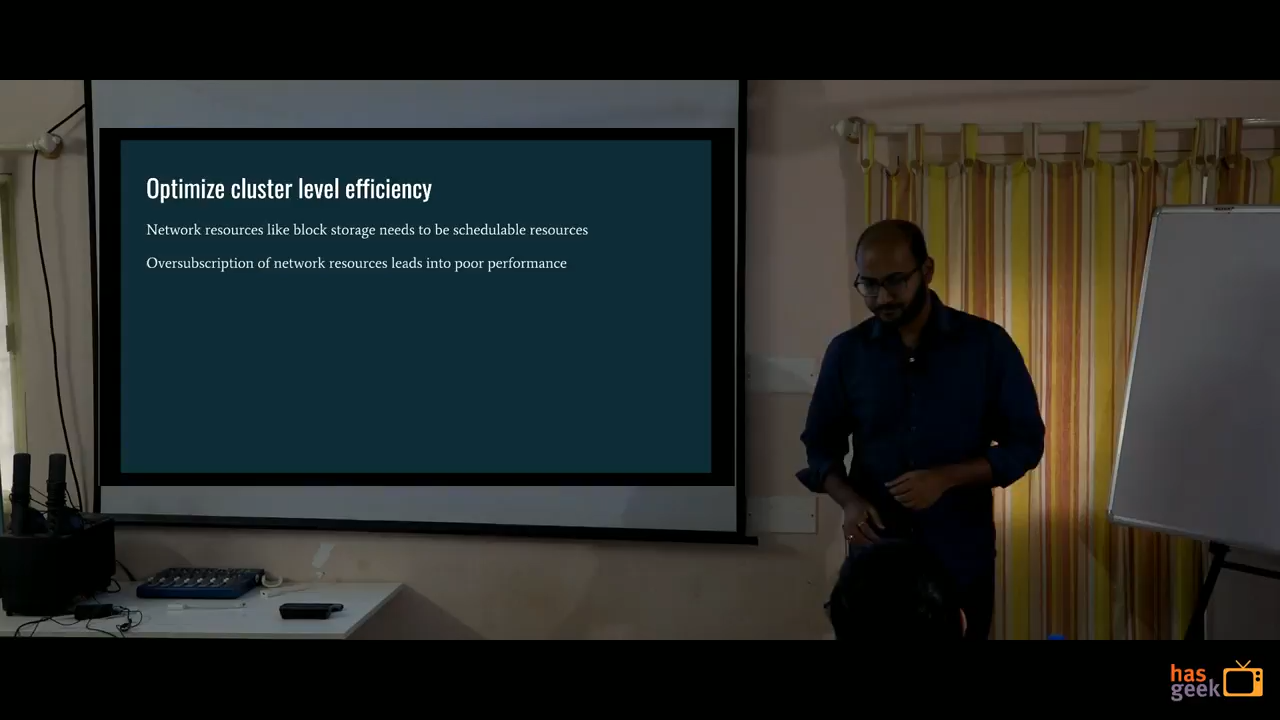 Optimize cluster level efficiency
Network resources like block storage needs to be schedulable resources
Oversubscription of network resources leads into poor performance
has
geek